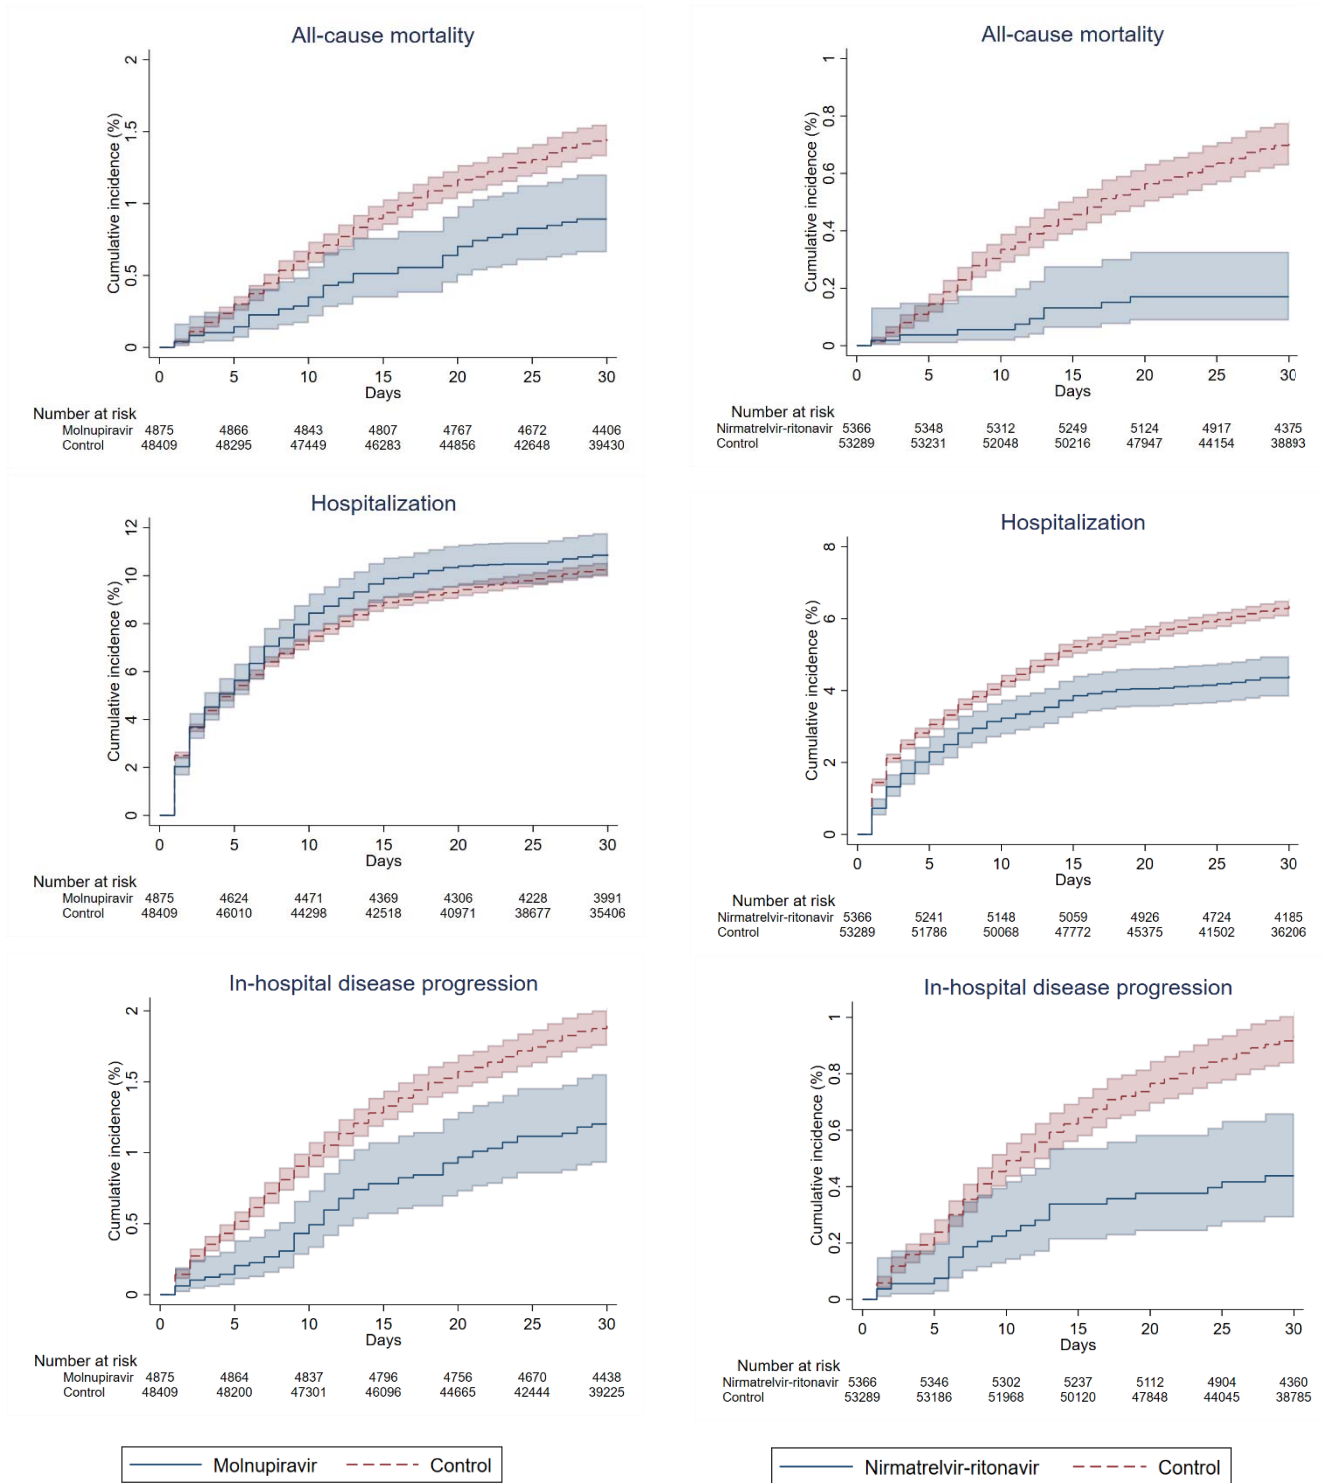 All-cause mortality
Cumulative incidence (%)
2
1.5
1
0.5
0
0 5 10 15 20 25 30
Days
Number at risk
Molnupiravir 4875 4866 4843 4807 4767 4672 4406
Control 48409 48295 47449 46283 44856 42648 39430
All-cause mortality
Cumulative incidence (%)
1
0.8
0.6
0.4
0.2
0
0 5 10 15 20 25 30
Days
Number at risk
Nirmatrelvir-ritonavir 5366 5348 5312 5249 5124 4917 4375
Control 53289 53231 52048 50216 47947 44154 38893
Hospitalization
Cumulative incidence (%)
12
10
8
6
4
2
0
0 5 10 15 20 25 30
Days
Number at risk
Molnupiravir 4875 4624 4471 4369 4306 4228 3991
Control 48409 46010 44298 42518 40971 38677 35406
Hospitalization
Cumulative incidence (%)
8
6
4
2
0
0 5 10 15 20 25 30
Days
Number at risk
Nirmatrelvir-ritonavir 5366 5241 5148 5059 4926 4724 4185
Control 53289 51786 50068 47772 45375 41502 36206
In-hospital disease progression
Cumulative incidence (%)
2
1.5
1
0.5
0
0 5 10 15 20 25 30
Days
Number at risk
Molnupiravir 4875 4864 4837 4796 4756 4670 4438
Control 48409 48200 47301 46096 44665 42444 39225
In-hospital disease progression
Cumulative incidence (%)
1
0.8
0.6
0.4
0.2
0
0 5 10 15 20 25 30
Days
Number at risk
Nirmatrelvir-ritonavir 5366 5346 5302 5237 5112 4904 4360
Control 53289 53186 51968 50120 47848 44045 38785
Molnupiravir Control
Nirmatrelvir-ritonavir Control